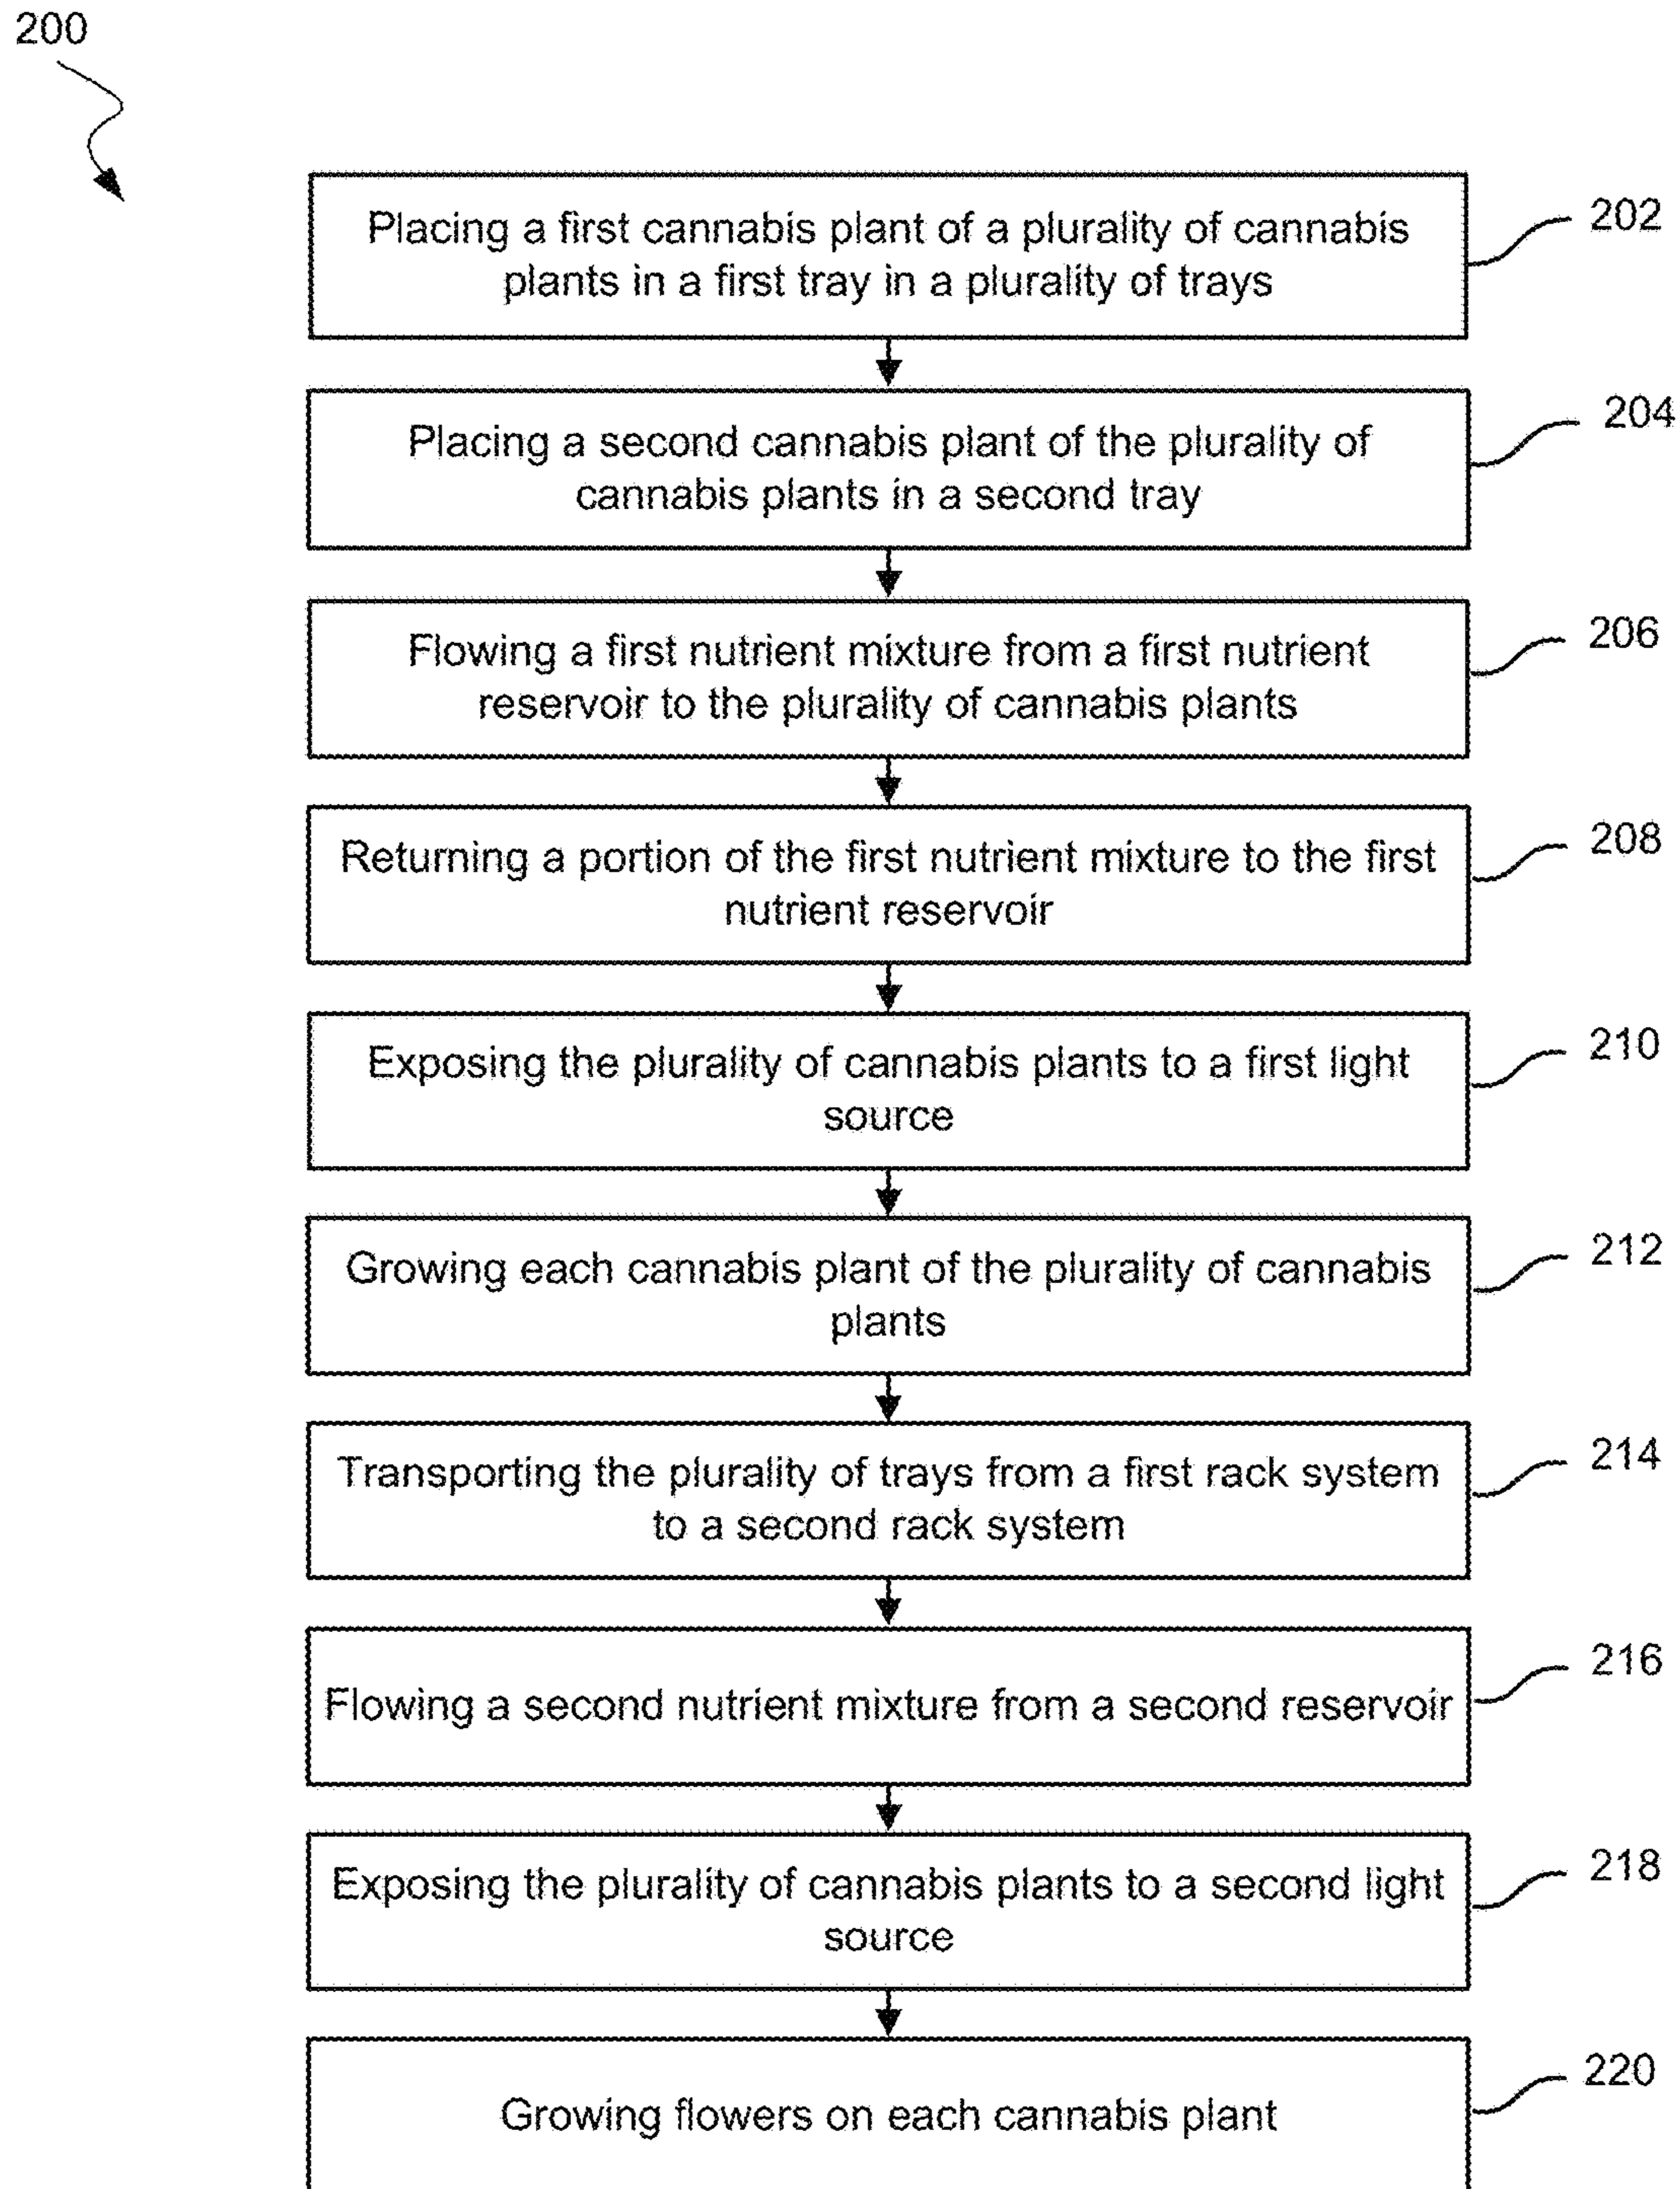 200
Placing a first cannabis plant of a plurality of cannabis
plants in a first tray in a plurality of trays
202
Placing a second cannabis plant of the plurality of
cannabis plants in a second tray
204
Flowing a first nutrient mixture from a first nutrient
reservoir to the plurality of cannabis plants
206
Returning a portion of the first nutrient mixture to the first
nutrient reservoir
208
Exposing the plurality of cannabis plants to a first light
source
210
Growing each cannabis plant of the plurality of cannabis
plants
212
Transporting the plurality of trays from a first rack system
to a second rack system
214
Flowing a second nutrient mixture from a second reservoir
216
Exposing the plurality of cannabis plants to a second light
source
218
Growing flowers on each cannabis plant
220